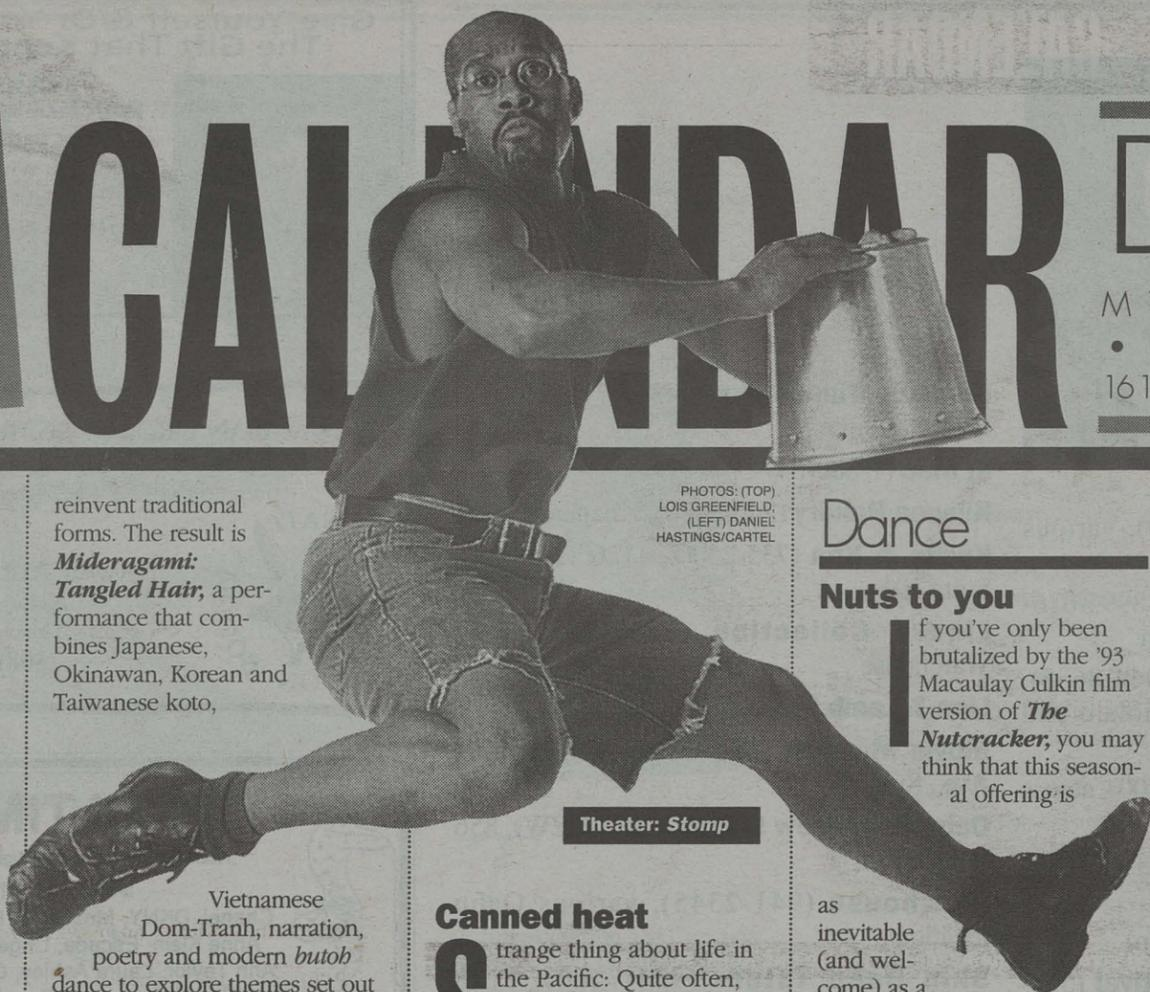 CALENDAR
M
•
161
reinvent traditional
forms. The result is
Mideragami:
Tangled Hair, a per-
formance that com-
bines Japanese,
Okinawan, Korean and
Taiwanese koto,
Vietnamese
Dom-Tranh, narration,
poetry and modern butoh
dance to explore themes set out
PHOTOS: (TOP)
LOIS GREENFIELD,
(LEFT) DANIEL
HASTINGS/CARTEL
Theater: Stomp
Canned heat
Strange thing about life in
the Pacific: Quite often,
Dance
Nuts to you
If you've only been
brutalized by the '93
Macaulay Culkin film
version of The
Nutcracker, you may
think that this season-
al offering is
as
inevitable
(and wel-
come) as a